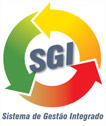 SGI
Sistema de Gestão Integrado